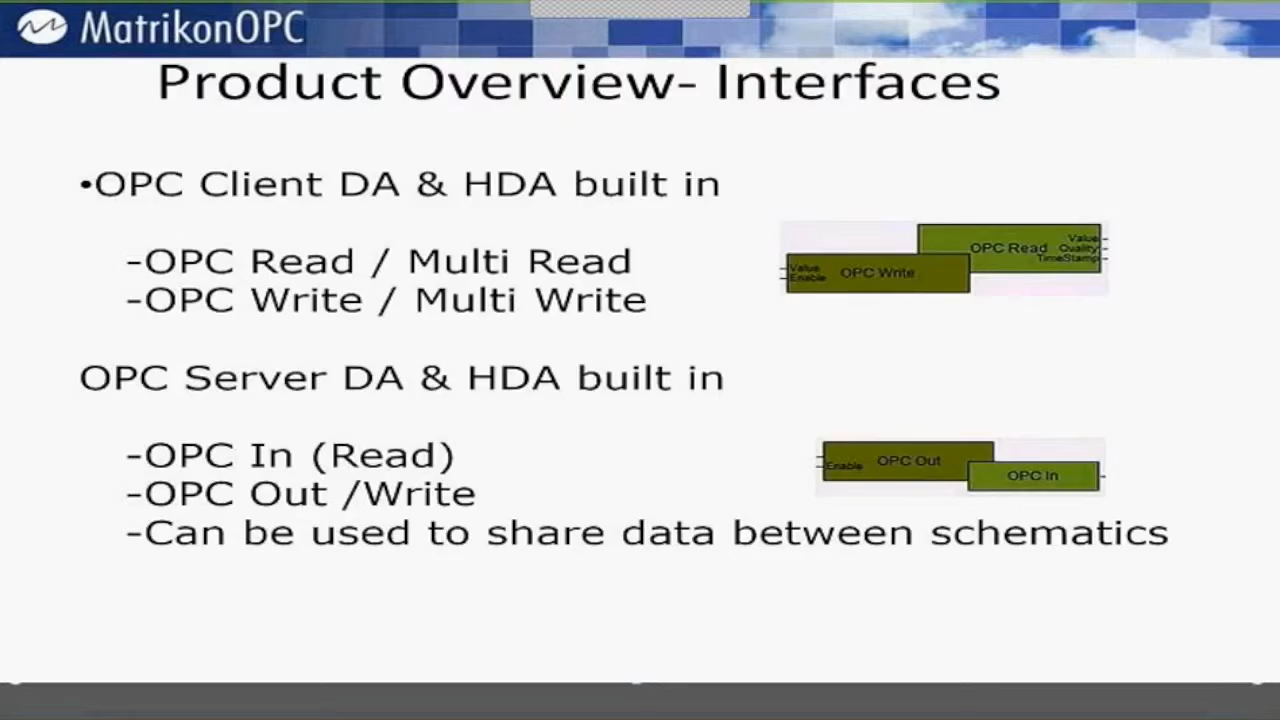 MatrikonOPC
Product Overview- Interfaces
•OPC Client DA & HDA built in
-OPC Read / Multi Read
-OPC Write / Multi Write
Value
OPC Read Quality
TimeStamp
Value
Enable
OPC Write
OPC Server DA & HDA built in
-OPC In (Read)
-OPC Out /Write
-Can be used to share data between schematics
OPC Out
Enable
OPC In